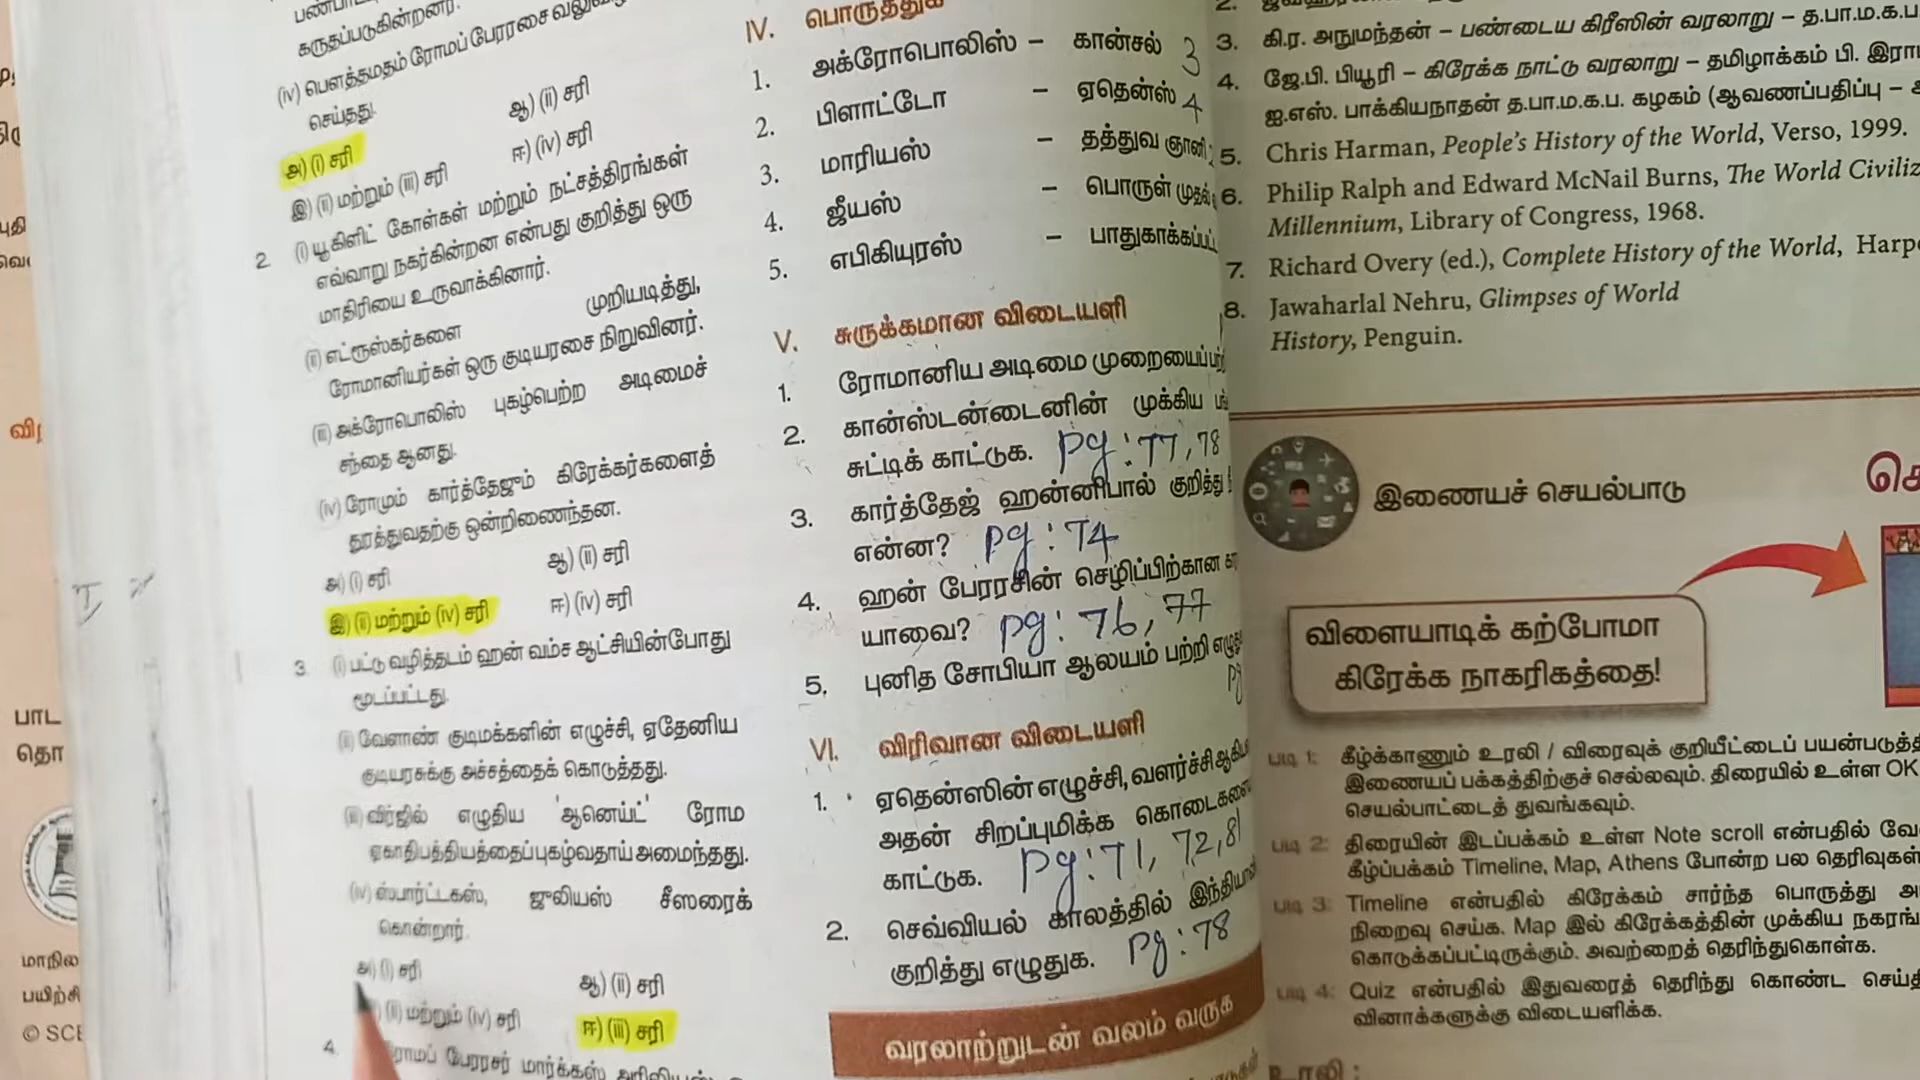 கருதப்படுகின்றனர்.
(iv) பௌத்தமதம் ரோமப் பேரரசை
செய்தது.
ஆ) (ii) சரி
அ) (i) சரி
ஈ) (iv) சரி
இ) (ii) மற்றும் (iii) சரி
2. (i) யூகிளிட் கோள்கள் மற்றும் நட்சத்திரங்கள்
எவ்வாறு நகர்கின்றன என்பது குறித்து ஒரு
மாதிரியை உருவாக்கினார்.
(ii) எட்ரூஸ்கர்களை முறியடித்து,
ரோமானியர்கள் ஒரு குடியரசை நிறுவினர்.
(iii) அக்ரோபொலிஸ் புகழ்பெற்ற அடிமைச்
சந்தை ஆனது.
(iv) ரோமும் கார்த்தேஜும் கிரேக்கர்களைத்
துரத்துவதற்கு ஒன்றிணைந்தன.
அ) (i) சரி ஆ) (ii) சரி
இ) (ii) மற்றும் (iv) சரி ஈ) (iv) சரி
3. (i) பட்டு வழித்தடம் ஹன் வம்ச ஆட்சியின்போது
மூடப்பட்டது.
(ii) வேளாண் குடிமக்களின் எழுச்சி, ஏதேனிய
குடியரசுக்கு அச்சத்தைக் கொடுத்தது.
(iii) விர்ஜில் எழுதிய 'ஆனெய்ட்' ரோம
ஏகாதிபத்தியத்தைப் புகழ்வதாய் அமைந்தது.
(iv) ஸ்பார்ட்டகஸ், ஜுலியஸ் சீஸரைக்
கொன்றார்.
அ) (i) சரி ஆ) (ii) சரி
(ii) மற்றும் (iv) சரி ஈ) (iii) சரி
4. பேரரசர் மார்க்கஸ்
IV. பொருத்துக
1. அக்ரோபொலிஸ் – கான்சல் 3
2. பிளாட்டோ – ஏதென்ஸ் 4
3. மாரியஸ் – தத்துவ ஞானி
4. ஜீயஸ் – பொருள்
5. எபிகியுரஸ் –
V. சுருக்கமான விடையளி
1. ரோமானிய அடிமை முறையைப்
2. கான்ஸ்டன்டைனின் முக்கிய
சுட்டிக் காட்டுக. pg: 77, 78
3. கார்த்தேஜ் ஹன்னிபால் குறித்து
என்ன? pg: 74
4. ஹன் பேரரசின் செழிப்பிற்கான
யாவை? pg: 76, 77
5. புனித சோபியா ஆலயம் பற்றி
pg
VI. விரிவான விடையளி
1. ஏதென்ஸின் எழுச்சி, வளர்ச்சி
அதன் சிறப்புமிக்க
காட்டுக. pg: 71, 72, 81
2. செவ்வியல் காலத்தில்
குறித்து எழுதுக. pg: 78
வரலாற்றுடன் வலம் வருக
3. கி.ர. அநுமந்தன் – பண்டைய கிரீஸின் வரலாறு – த.பா.ம.க.ப
4. ஜே.பி. பியூரி – கிரேக்க நாட்டு வரலாறு – தமிழாக்கம் பி.
ஐ.எஸ். பாக்கியநாதன் த.பா.ம.க.ப. கழகம் (ஆவணப்பதிப்பு –
5. Chris Harman, People's History of the World, Verso, 1999.
6. Philip Ralph and Edward McNail Burns, The World
Millennium, Library of Congress, 1968.
7. Richard Overy (ed.), Complete History of the World,
8. Jawaharlal Nehru, Glimpses of World
History, Penguin.
இணையச் செயல்பாடு
விளையாடிக் கற்போமா
கிரேக்க நாகரிகத்தை!
படி 1: கீழ்க்காணும் உரலி / விரைவுக் குறியீட்டைப்
இணையப் பக்கத்திற்குச் செல்லவும். திரையில் உள்ள OK
செயல்பாட்டைத் துவங்கவும்.
படி 2: திரையின் இடப்பக்கம் உள்ள Note scroll என்பதில்
கீழ்ப்பக்கம் Timeline, Map, Athens போன்ற பல
படி 3: Timeline என்பதில் கிரேக்கம் சார்ந்த பொருத்து
நிறைவு செய்க. Map இல் கிரேக்கத்தின் முக்கிய
கொடுக்கப்பட்டிருக்கும். அவற்றைத் தெரிந்துகொள்க.
படி 4: Quiz என்பதில் இதுவரைத் தெரிந்து கொண்ட
வினாக்களுக்கு விடையளிக்க.
உரலி :